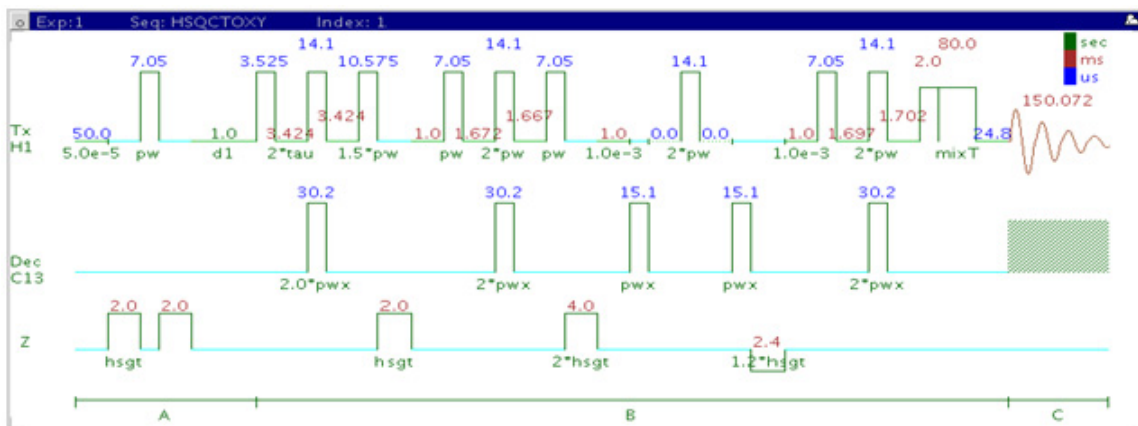 Exp:1 Seq: HSQCTOXY Index: 1
sec
ms
us
14.1 14.1 14.1 80.0
7.05 3.525 10.575 7.05 7.05 14.1 7.05 2.0
150.072
3.424 1.667 1.702
Tx
H1
50.0 1.0 3.424 1.0 1.672 1.0 0.0 0.0 1.0 1.697 24.8
5.0e-5 pw d1 2*tau 1.5*pw pw 2*pw pw 1.0e-3 2*pw 1.0e-3 2*pw mixT
30.2 30.2 15.1 15.1 30.2
Dec
C13
2.0*pwx 2*pwx pwx pwx 2*pwx
2.0 2.0 2.0 4.0
Z
2.4
hsgt hsgt 2*hsgt 1.2*hsgt
A B C